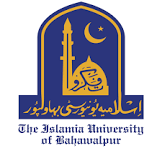 اسلامیہ یونیورسٹی بہاولپور
The Islamia University
of Bahawalpur